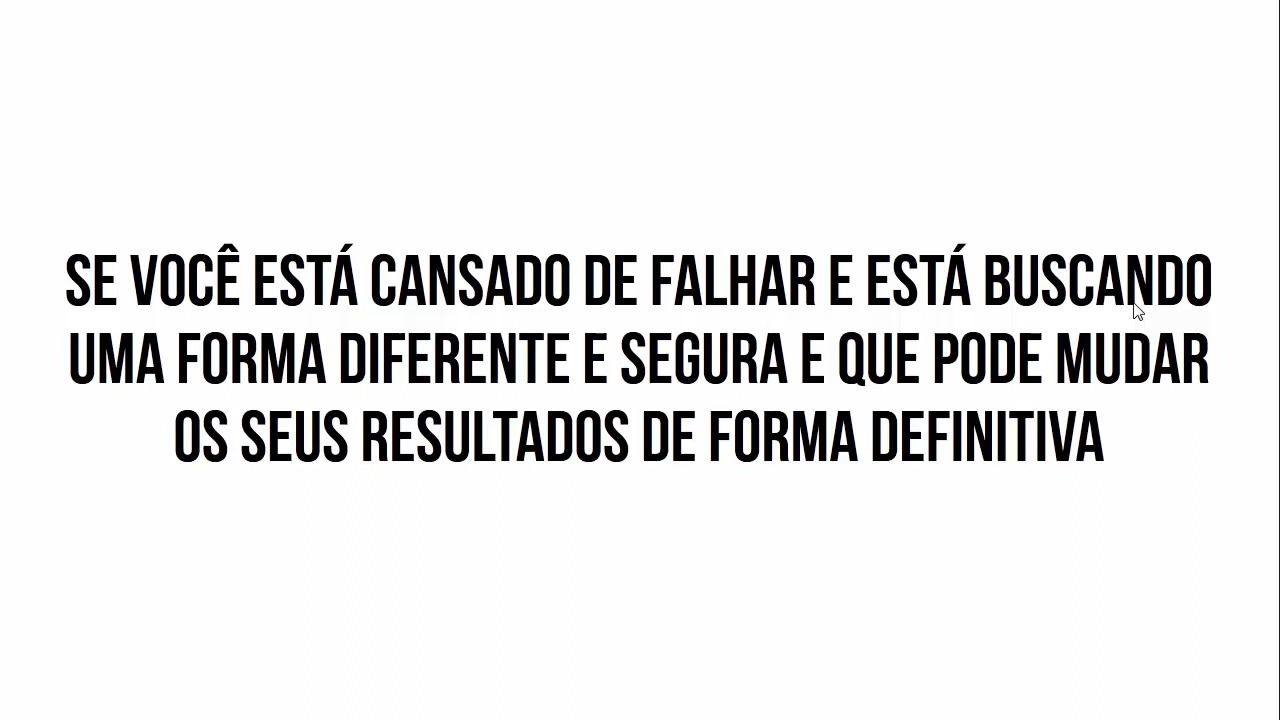 SE VOCÊ ESTÁ CANSADO DE FALHAR E ESTÁ BUSCANDO
UMA FORMA DIFERENTE E SEGURA E QUE PODE MUDAR
OS SEUS RESULTADOS DE FORMA DEFINITIVA